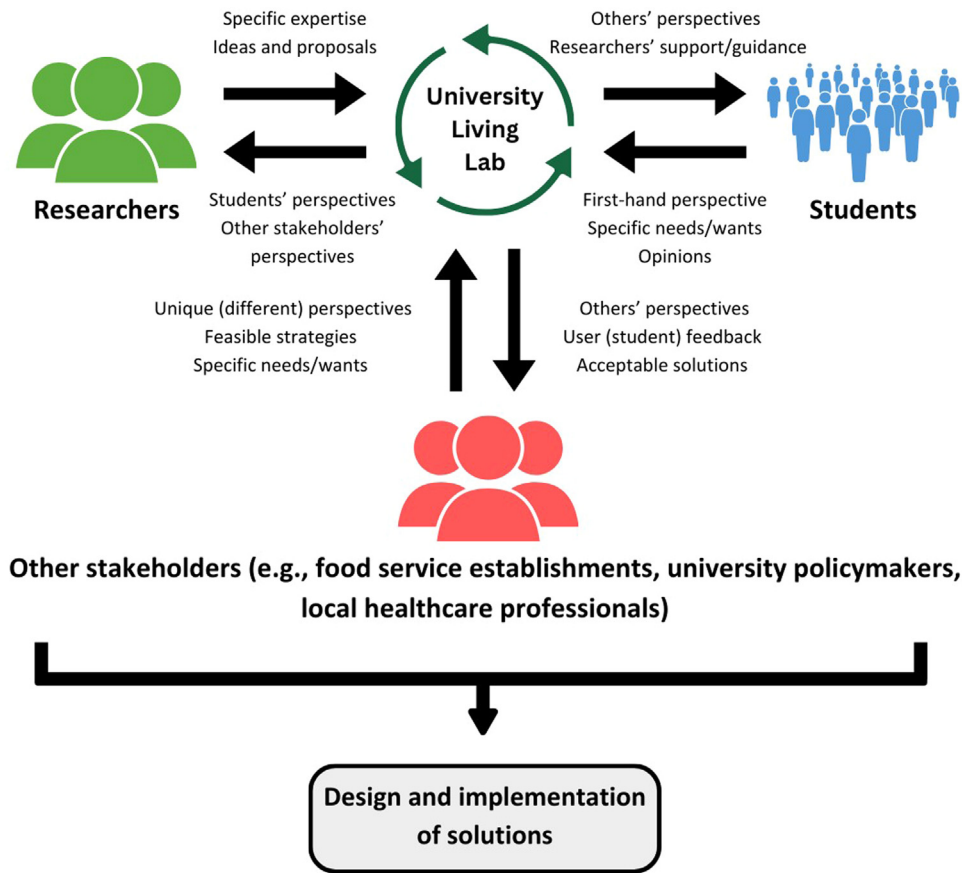 Specific expertise
Ideas and proposals
Others’ perspectives
Researchers’ support/guidance
University
Living
Lab
Researchers
Students’ perspectives
Other stakeholders’
perspectives
First-hand perspective
Specific needs/wants
Opinions
Students
Unique (different) perspectives
Feasible strategies
Specific needs/wants
Others’ perspectives
User (student) feedback
Acceptable solutions
Other stakeholders (e.g., food service establishments, university policymakers,
local healthcare professionals)
Design and implementation
of solutions